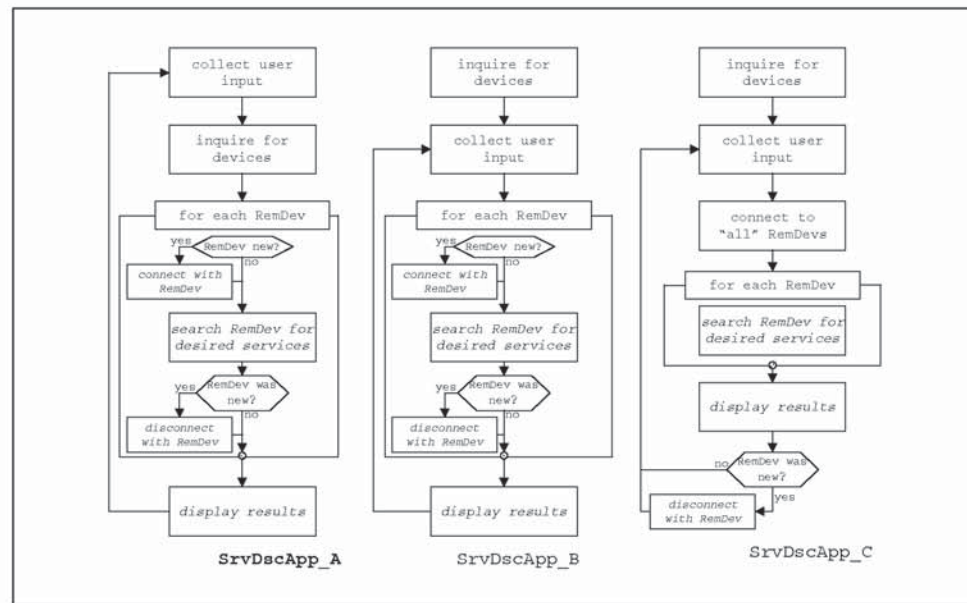 collect user
input
inquire for
devices
for each RemDev
yes
RemDev new?
no
connect with
RemDev
search RemDev for
desired services
yes
RemDev was
new?
no
disconnect
with RemDev
display results
SrvDscApp_A
inquire for
devices
collect user
input
for each RemDev
yes
RemDev new?
no
connect with
RemDev
search RemDev for
desired services
yes
RemDev was
new?
no
disconnect
with RemDev
display results
SrvDscApp_B
inquire for
devices
collect user
input
connect to
“all” RemDevs
for each RemDev
search RemDev for
desired services
display results
no
RemDev was
new?
yes
disconnect
with RemDev
SrvDscApp_C